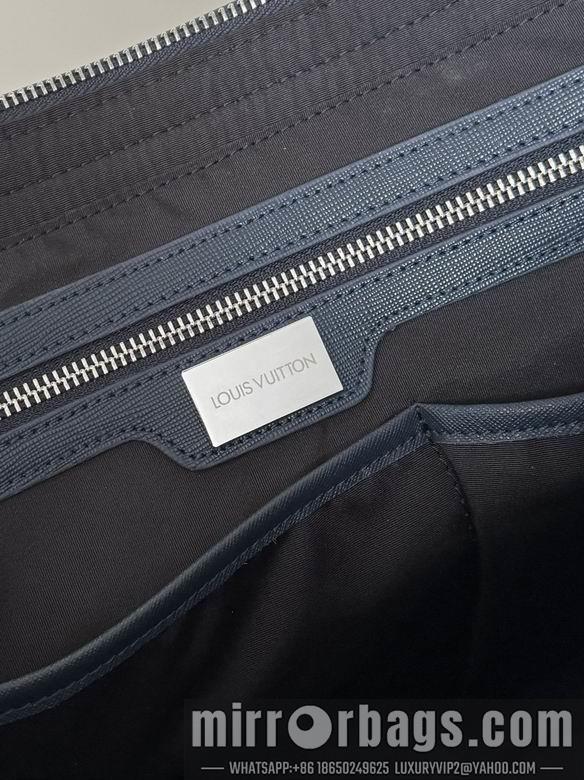 LOUIS VUITTON
mirrorbags.com
WHATSAPP:+86 18650249625 LUXURYVIP2@YAHOO.COM